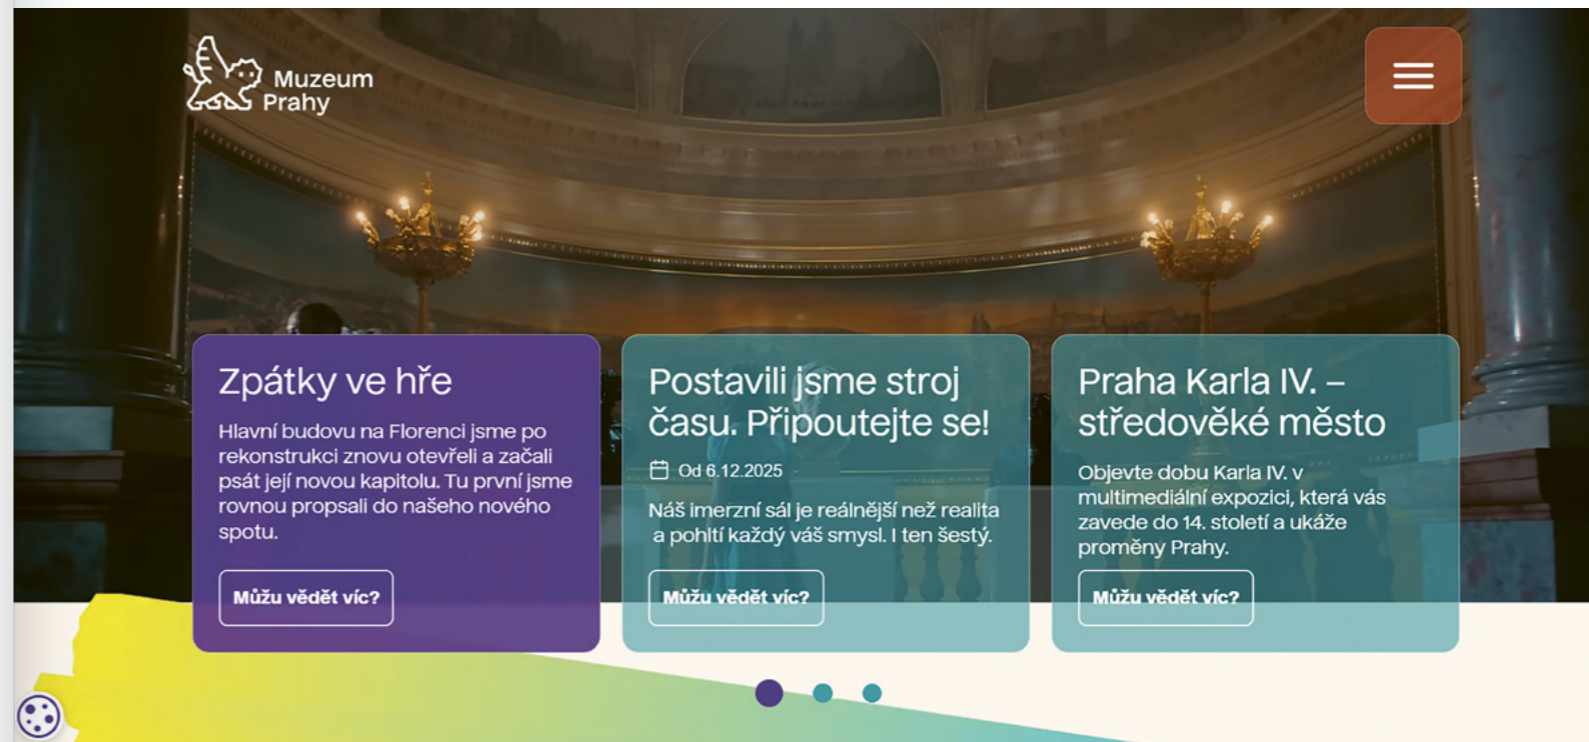 Muzeum
Prahy
Zpátky ve hře
Hlavní budovu na Florenci jsme po
rekonstrukci znovu otevřeli a začali
psát její novou kapitolu. Tu první jsme
rovnou propsali do našeho nového
spotu.
Můžu vědět víc?
Postavili jsme stroj
času. Připoutejte se!
Od 6.12.2025
Náš imerzní sál je reálnější než realita
a pohltí každý váš smysl. I ten šestý.
Můžu vědět víc?
Praha Karla IV. –
středověké město
Objevte dobu Karla IV. v
multimediální expozici, která vás
zavede do 14. století a ukáže
proměny Prahy.
Můžu vědět víc?